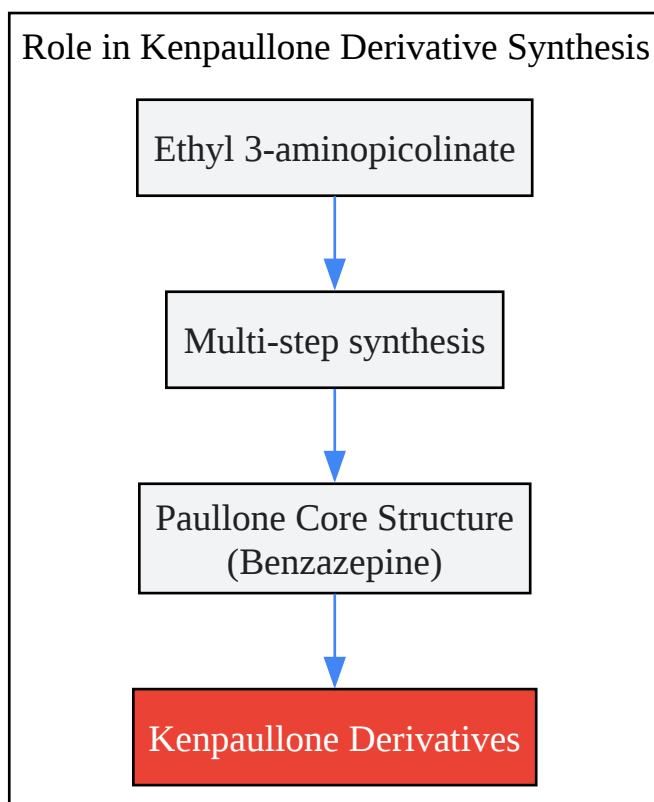 Role in Kenpaullone Derivative Synthesis
Ethyl 3-aminopicolinate
Multi-step synthesis
Paullone Core Structure
(Benzazepine)
Kenpaullone Derivatives